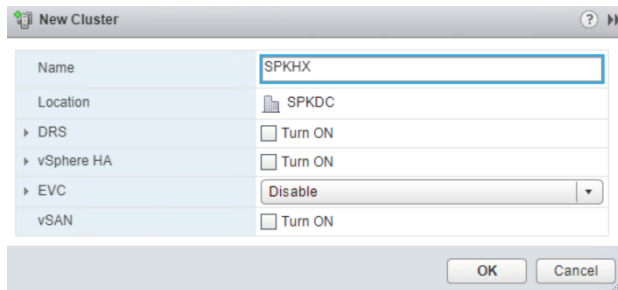 New Cluster ?
Name SPKHX
Location SPKDC
DRS Turn ON
vSphere HA Turn ON
EVC Disable
vSAN Turn ON
OK Cancel